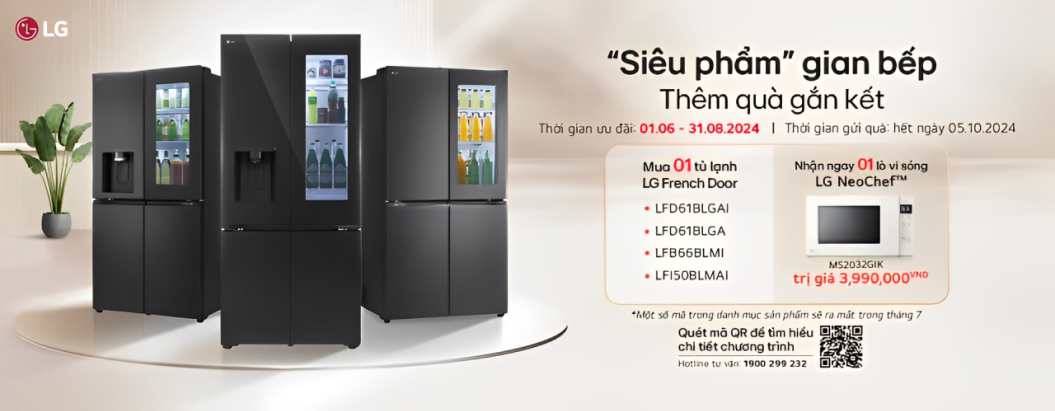 LG
“Siêu phẩm” gian bếp
Thêm quà gắn kết
Thời gian ưu đãi: 01.06 - 31.08.2024 | Thời gian gửi quà: hết ngày 05.10.2024
Mua 01 tủ lạnh
LG French Door
• LFD61BLGAI
• LFD61BLGA
• LFB66BLMI
• LFI50BLMAI
Nhận ngay 01 lò vi sóng
LG NeoChef™
MS2032GIK
trị giá 3,990,000VND
*Một số mã trong danh mục sản phẩm sẽ ra mắt trong tháng 7
Quét mã QR để tìm hiểu
chi tiết chương trình
Hotline tư vấn: 1900 299 232